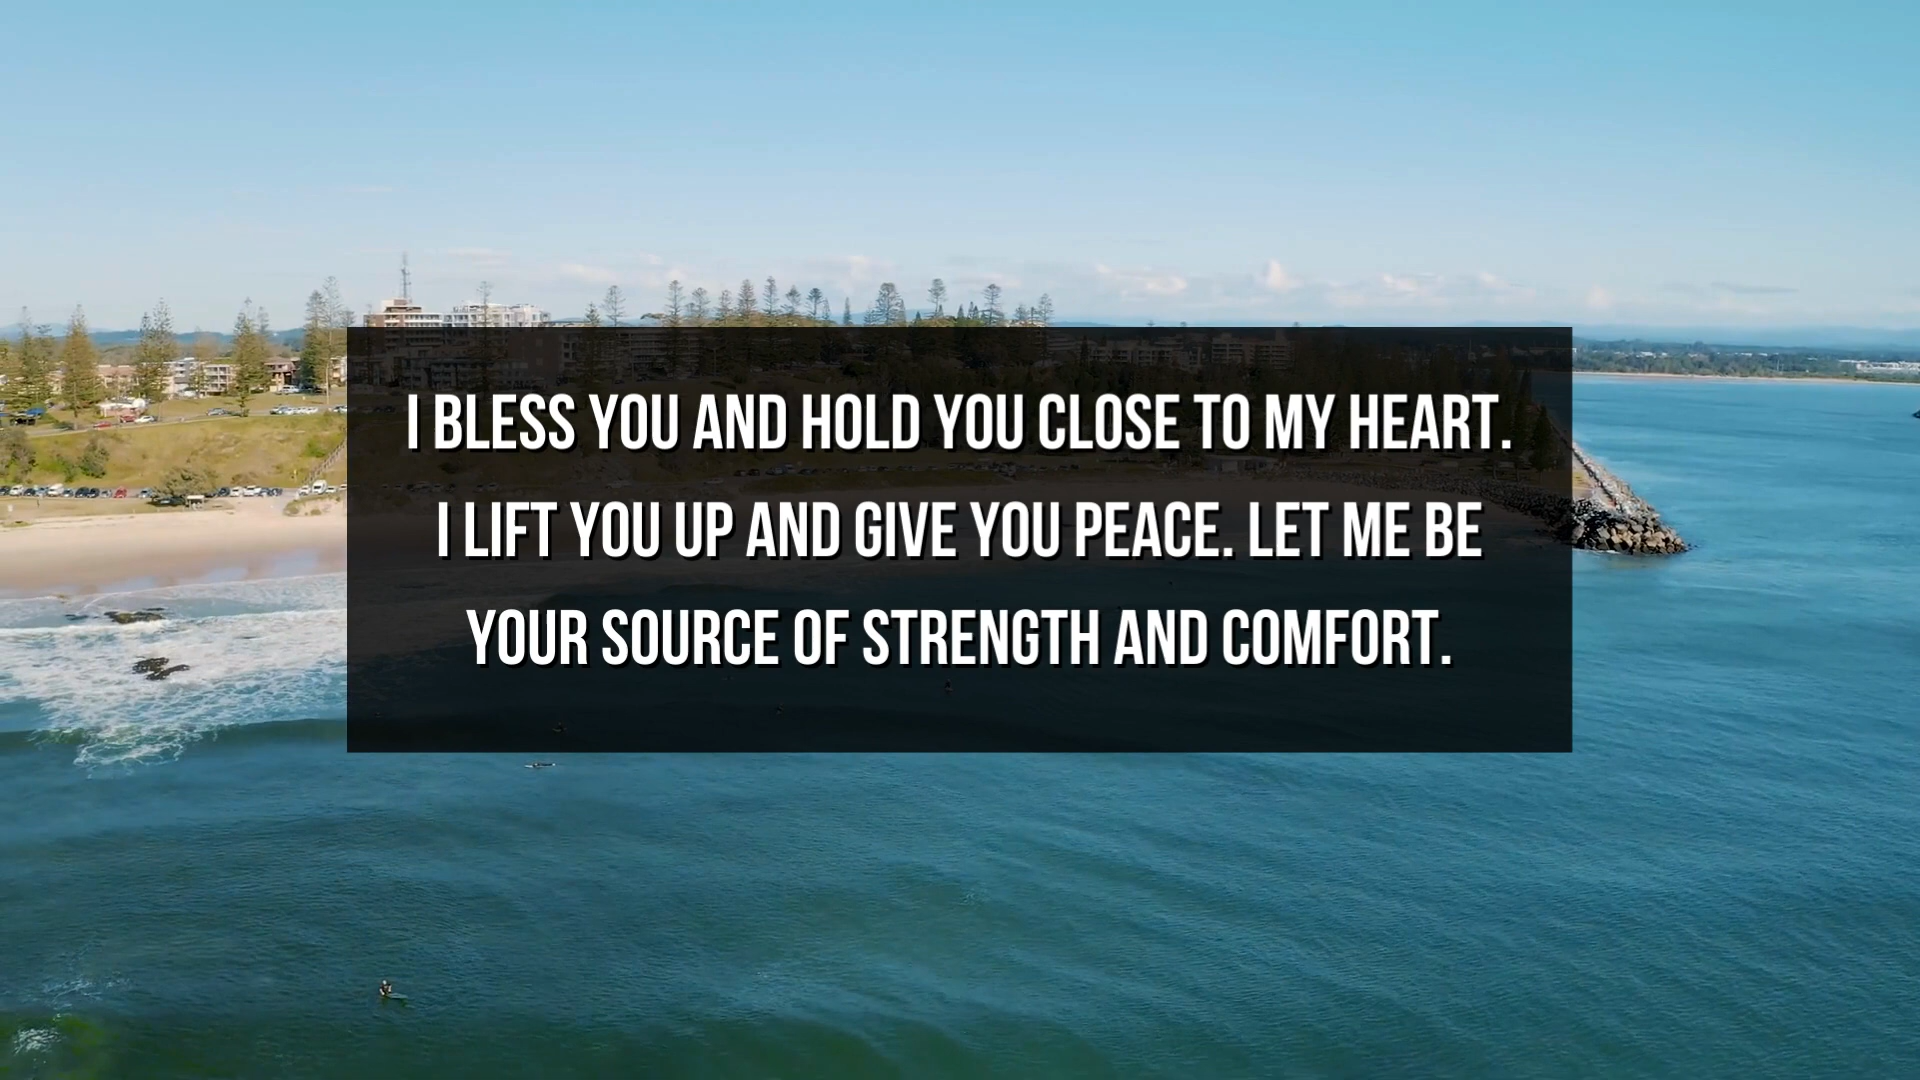 I BLESS YOU AND HOLD YOU CLOSE TO MY HEART.
I LIFT YOU UP AND GIVE YOU PEACE. LET ME BE
YOUR SOURCE OF STRENGTH AND COMFORT.